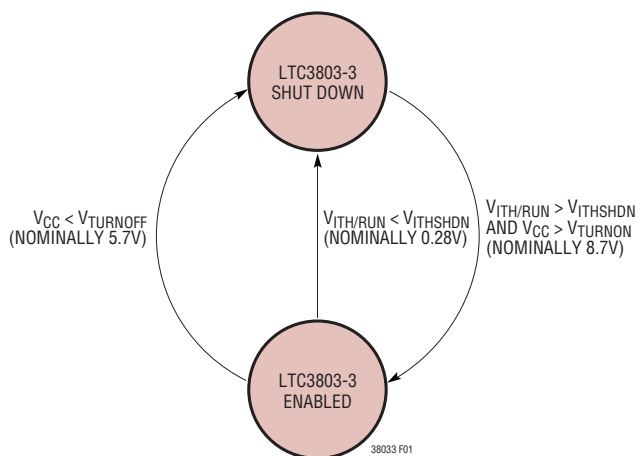 LTC3803-3
SHUT DOWN
VCC < VTURNOFF
(NOMINALLY 5.7V)
VITH/RUN < VITHSHDN
(NOMINALLY 0.28V)
VITH/RUN > VITHSHDN
AND VCC > VTURNON
(NOMINALLY 8.7V)
LTC3803-3
ENABLED
38033 F01